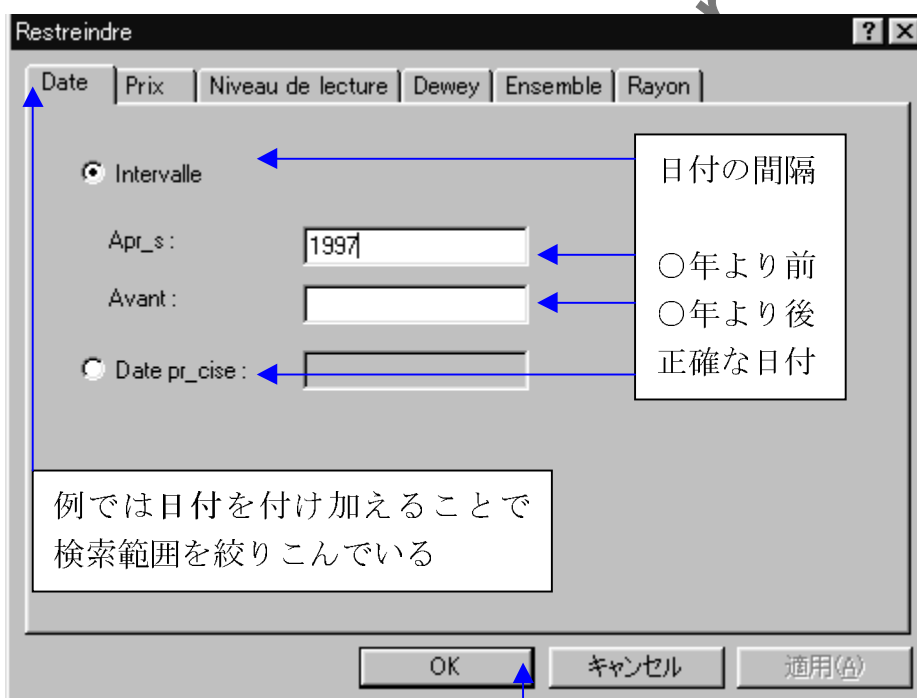 Restreindre
Date Prix Niveau de lecture Dewey Ensemble Rayon
Intervalle
Apr_s : 1997
Avant :
Date pr_cise :
日付の間隔
○年より前
○年より後
正確な日付
例では日付を付け加えることで
検索範囲を絞りこんでいる
OK キャンセル 適用(A)